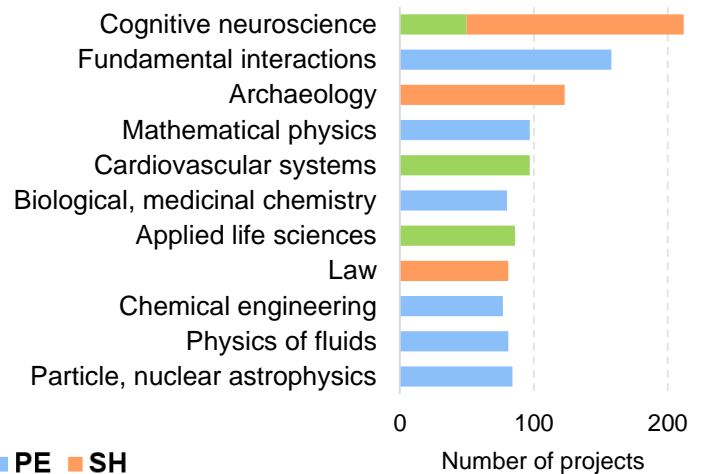 Cognitive neuroscience
Fundamental interactions
Archaeology
Mathematical physics
Cardiovascular systems
Biological, medicinal chemistry
Applied life sciences
Law
Chemical engineering
Physics of fluids
Particle, nuclear astrophysics
0 100 200
PE SH Number of projects